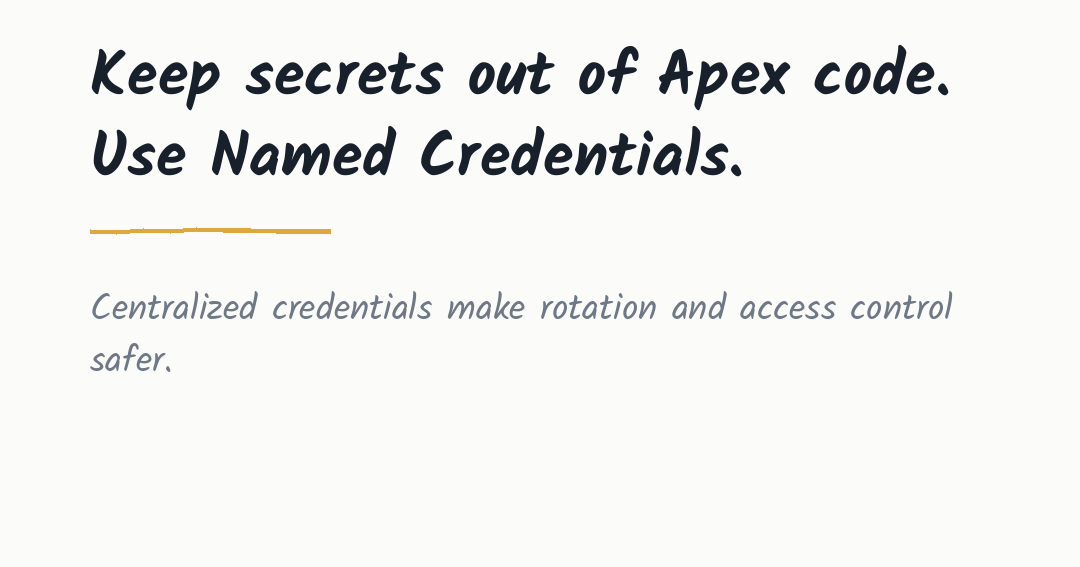 Keep secrets out of Apex code.
Use Named Credentials.
Centralized credentials make rotation and access control
safer.